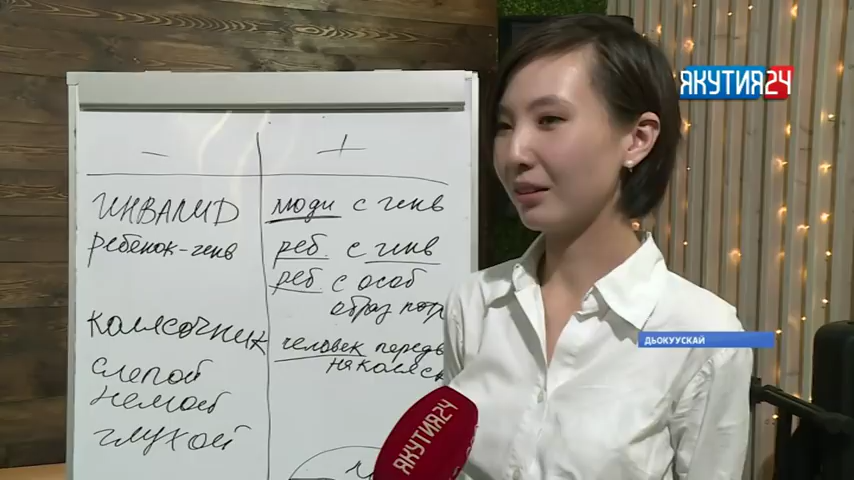 ЯКУТИЯ24
– +
ИНВАЛИД люди с инв
ребенок-инв реб. с инв
реб с особ
образ потр
колясочник человек передв
на коляск
слепой
немой
глухой
ДЬОКУУСКАЙ
ЯКУТИЯ24